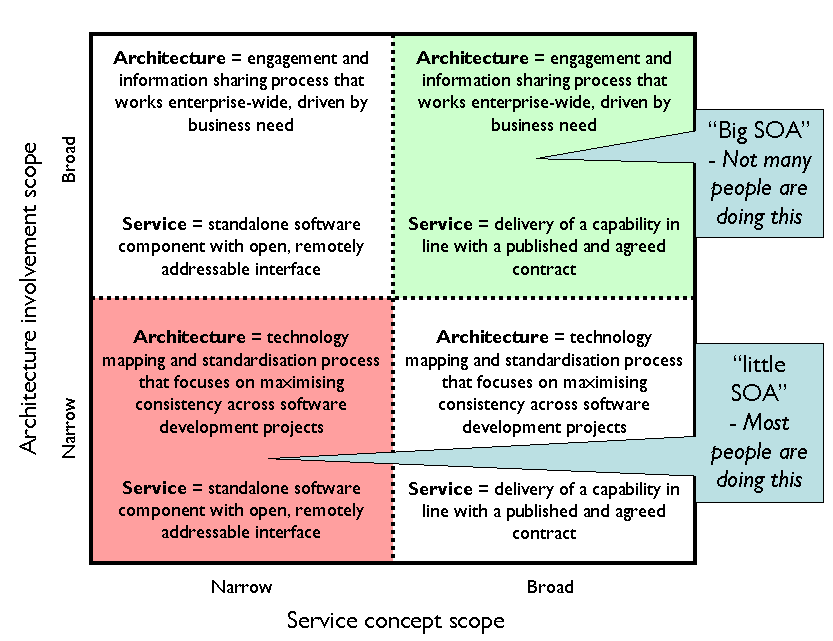 Architecture = engagement and
information sharing process that
works enterprise-wide, driven by
business need
Service = standalone software
component with open, remotely
addressable interface
Architecture = engagement and
information sharing process that
works enterprise-wide, driven by
business need
Service = delivery of a capability in
line with a published and agreed
contract
“Big SOA”
- Not many
people are
doing this
Architecture = technology
mapping and standardisation process
that focuses on maximising
consistency across software
development projects
Service = standalone software
component with open, remotely
addressable interface
Architecture = technology
mapping and standardisation process
that focuses on maximising
consistency across software
development projects
Service = delivery of a capability in
line with a published and agreed
contract
“little
SOA”
- Most
people are
doing this
Architecture involvement scope
Broad
Narrow
Narrow
Broad
Service concept scope